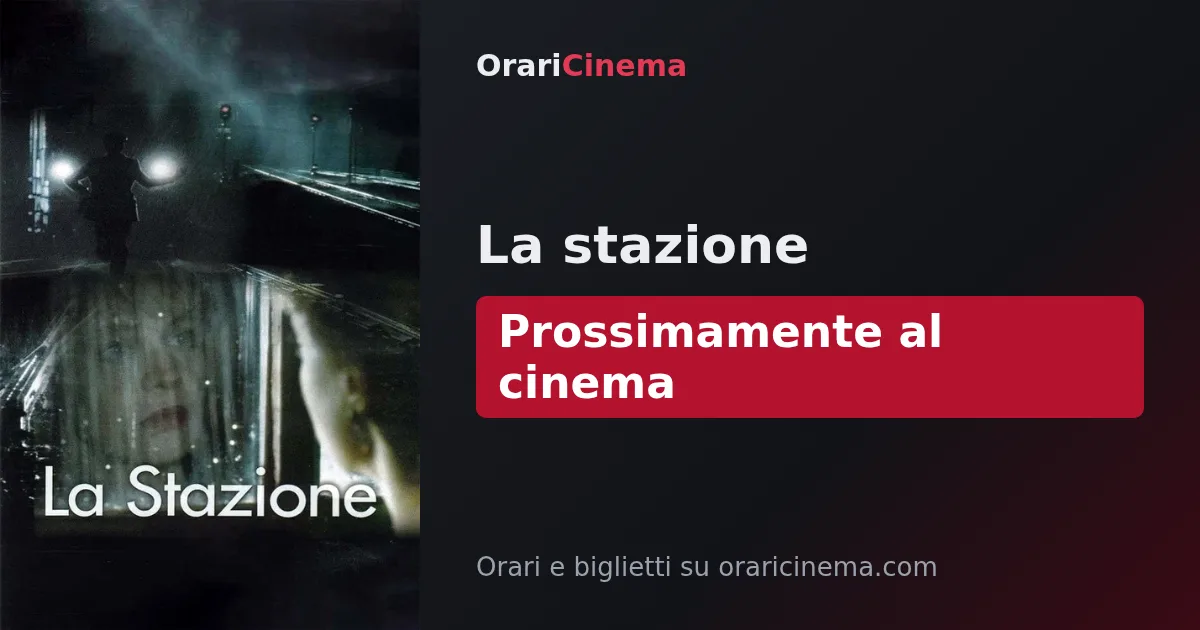 La Stazione
OrariCinema
La stazione
Prossimamente al
cinema
Orari e biglietti su oraricinema.com